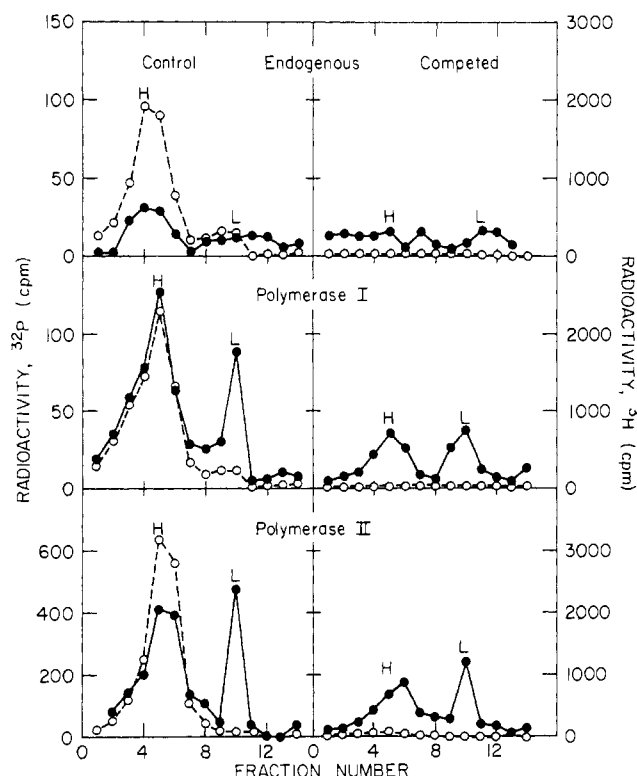 150
3000
Control
Endogenous
Competed
H
100
2000
50
1000
L
H
L
0
0
H
Polymerase I
100
2000
L
50
1000
H
L
0
0
H
Polymerase II
600
3000
L
400
2000
L
200
H
1000
0
0
0
4
8
12
0
4
8
12
FRACTION NUMBER
RADIOACTIVITY, 32P (cpm)
RADIOACTIVITY, 3H (cpm)